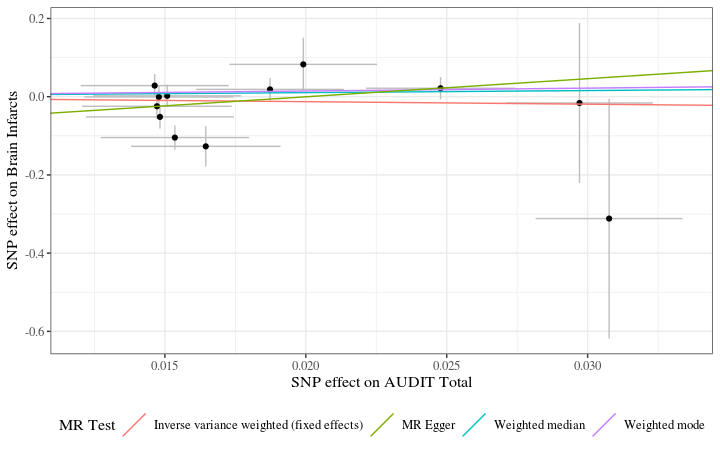 0.2
0.0
-0.2
-0.4
-0.6
SNP effect on Brain Infarcts
0.015 0.020 0.025 0.030
SNP effect on AUDIT Total
MR Test Inverse variance weighted (fixed effects) MR Egger Weighted median Weighted mode